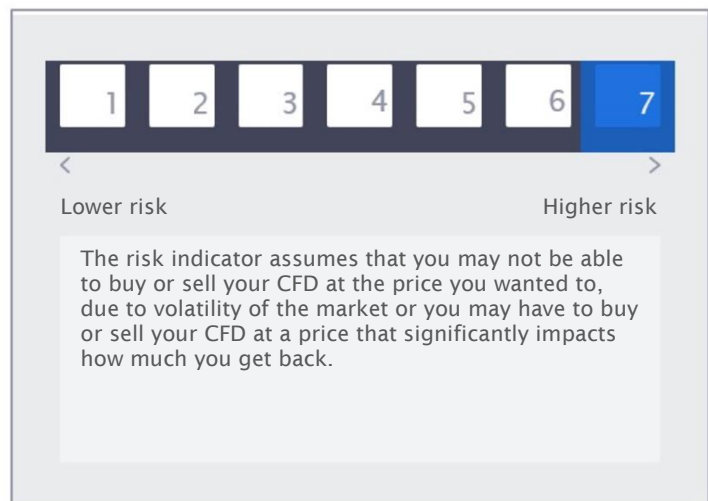 1 2 3 4 5 6 7
< >
Lower risk Higher risk
The risk indicator assumes that you may not be able
to buy or sell your CFD at the price you wanted to,
due to volatility of the market or you may have to buy
or sell your CFD at a price that significantly impacts
how much you get back.